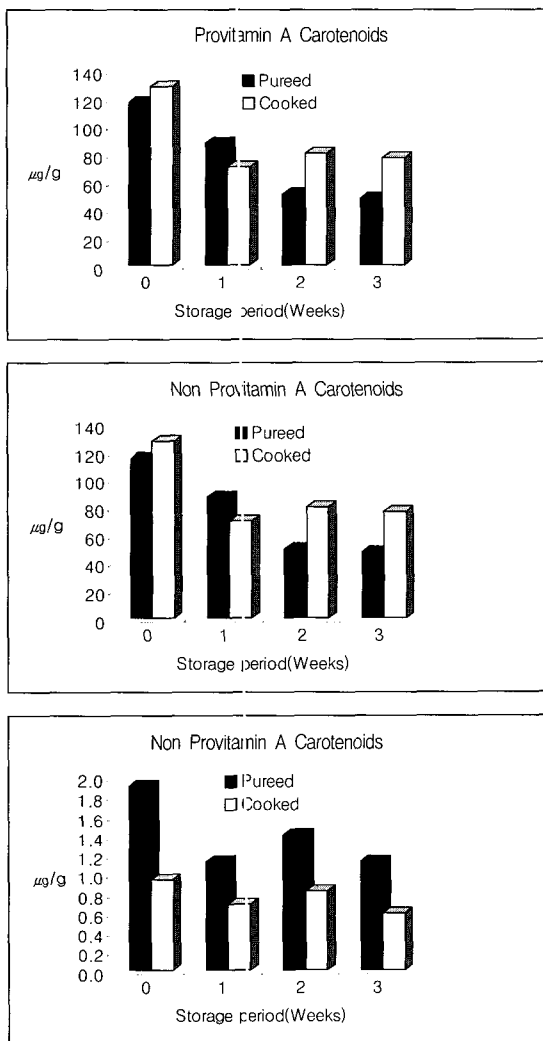 Provitamin A Carotenoids
Pureed
Cooked
140
120
100
80
60
40
20
0
μg/g
0 1 2 3
Storage period(Weeks)
Non Provitamin A Carotenoids
Pureed
Cooked
140
120
100
80
60
40
20
0
μg/g
0 1 2 3
Storage period(Weeks)
Non Provitamin A Carotenoids
Pureed
Cooked
2.0
1.8
1.6
1.4
1.2
1.0
0.8
0.6
0.4
0.2
0.0
μg/g
0 1 2 3
Storage period(Weeks)